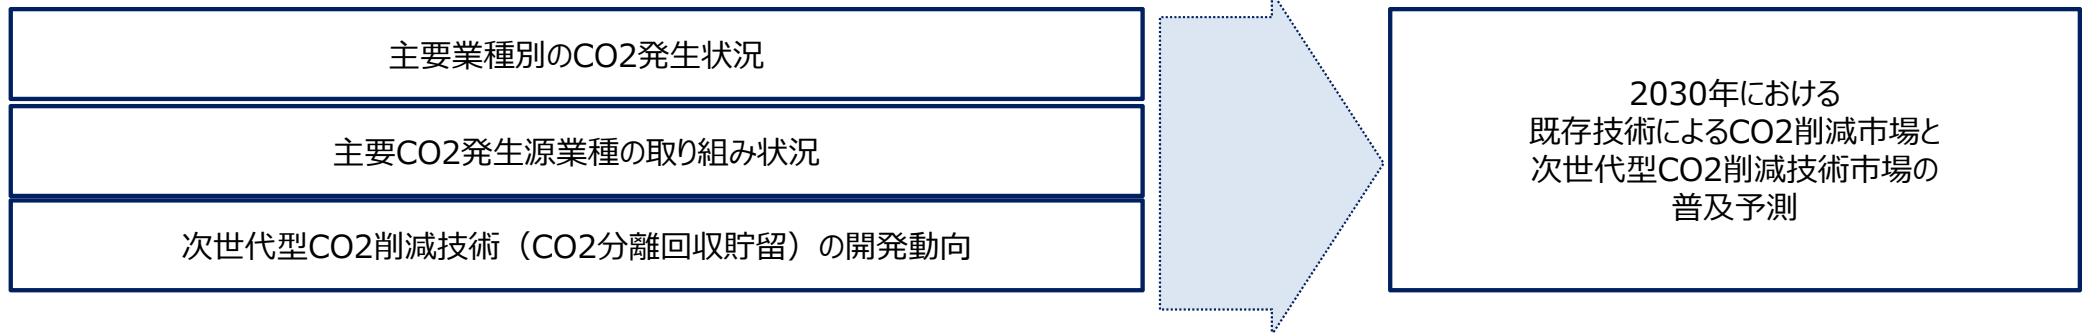 主要業種別のCO2発生状況
主要CO2発生源業種の取り組み状況
次世代型CO2削減技術（CO2分離回収貯留）の開発動向
2030年における
既存技術によるCO2削減市場と
次世代型CO2削減技術市場の
普及予測